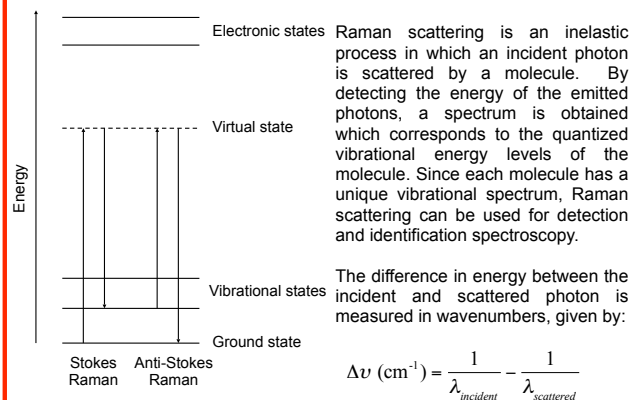 Electronic states
Virtual state
Energy
Vibrational states
Ground state
Stokes Raman
Anti-Stokes Raman
Raman scattering is an inelastic
process in which an incident photon
is scattered by a molecule. By
detecting the energy of the emitted
photons, a spectrum is obtained
which corresponds to the quantized
vibrational energy levels of the
molecule. Since each molecule has a
unique vibrational spectrum, Raman
scattering can be used for detection
and identification spectroscopy.
The difference in energy between the
incident and scattered photon is
measured in wavenumbers, given by:
Δυ (cm⁻¹) = 1/λ_incident − 1/λ_scattered